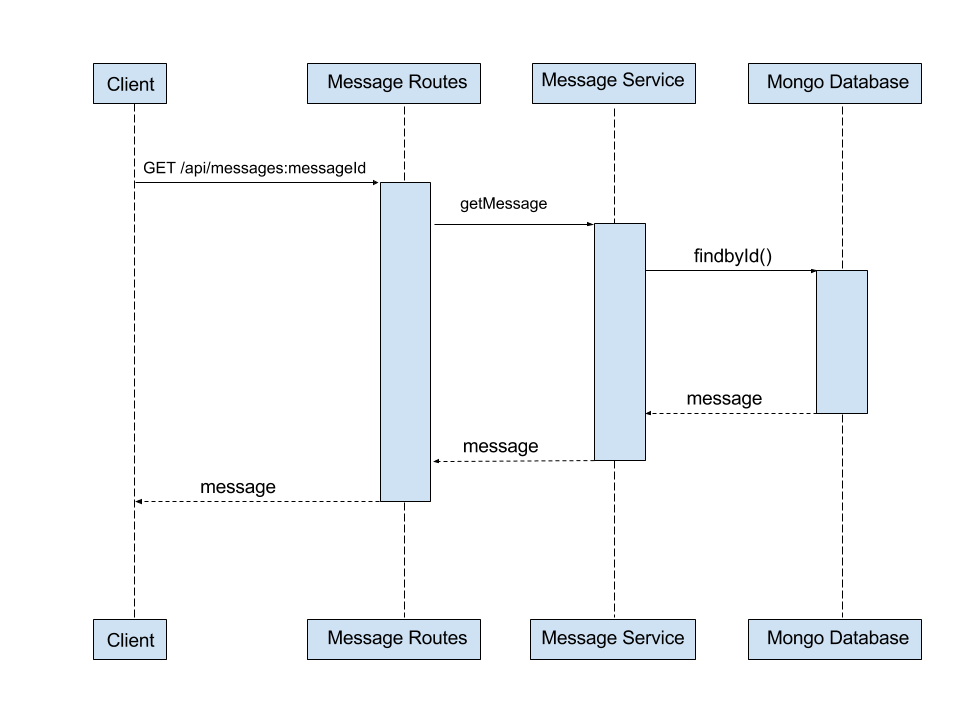 Client
Message Routes
Message Service
Mongo Database
GET /api/messages:messageId
getMessage
findbyId()
message
message
message
Client
Message Routes
Message Service
Mongo Database